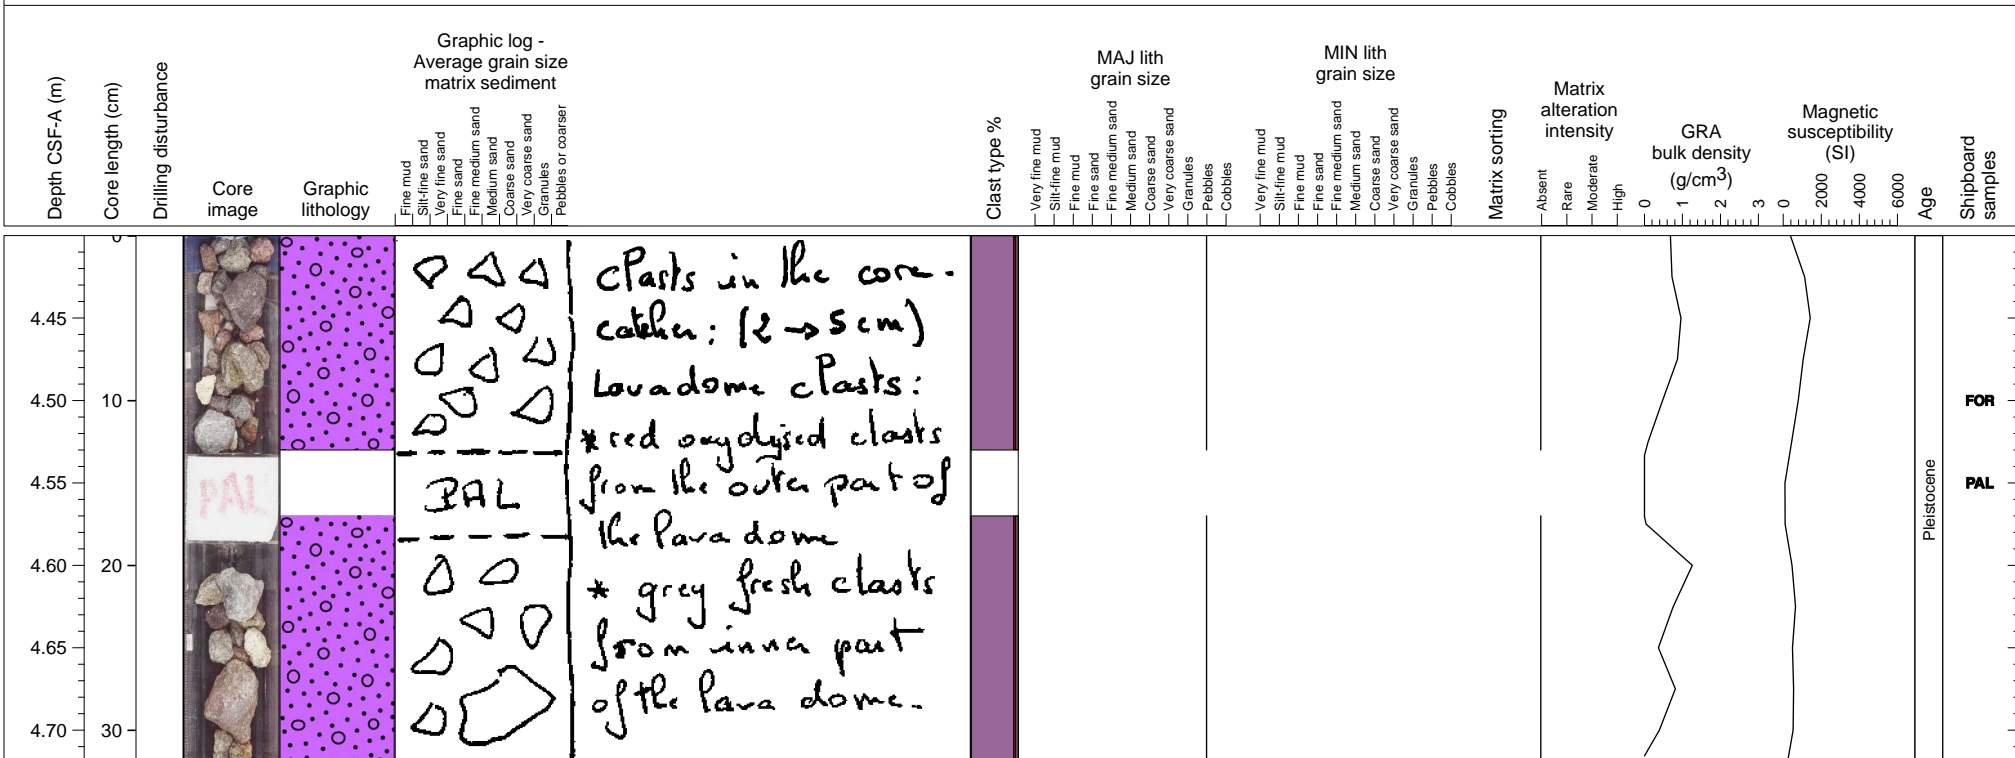 Depth CSF-A (m)
Core length (cm)
Drilling disturbance
Core
image
Graphic
lithology
Graphic log -
Average grain size
matrix sediment
Fine mud
Silt-fine sand
Very fine sand
Fine sand
Fine medium sand
Medium sand
Coarse sand
Very coarse sand
Granules
Pebbles or coarser
Clast type %
MAJ lith
grain size
Very fine mud
Silt-fine mud
Fine mud
Fine sand
Fine medium sand
Medium sand
Coarse sand
Very coarse sand
Granules
Pebbles
Cobbles
MIN lith
grain size
Very fine mud
Silt-fine mud
Fine mud
Fine sand
Fine medium sand
Medium sand
Coarse sand
Very coarse sand
Granules
Pebbles
Cobbles
Matrix sorting
Matrix
alteration
intensity
Absent
Rare
Moderate
High
GRA
bulk density
(g/cm3)
0 1 2 3
Magnetic
susceptibility
(SI)
0 2000 4000 6000
Age
Shipboard
samples
0
4.45
4.50 10
4.55
4.60 20
4.65
4.70 30
PAL
PAL
clasts in the core-
catcher: (2 → 5 cm)
Lava dome clasts:
* red oxydised clasts
from the outer part of
the lava dome
* grey fresh clasts
from inner part
of the lava dome.
Pleistocene
FOR
PAL